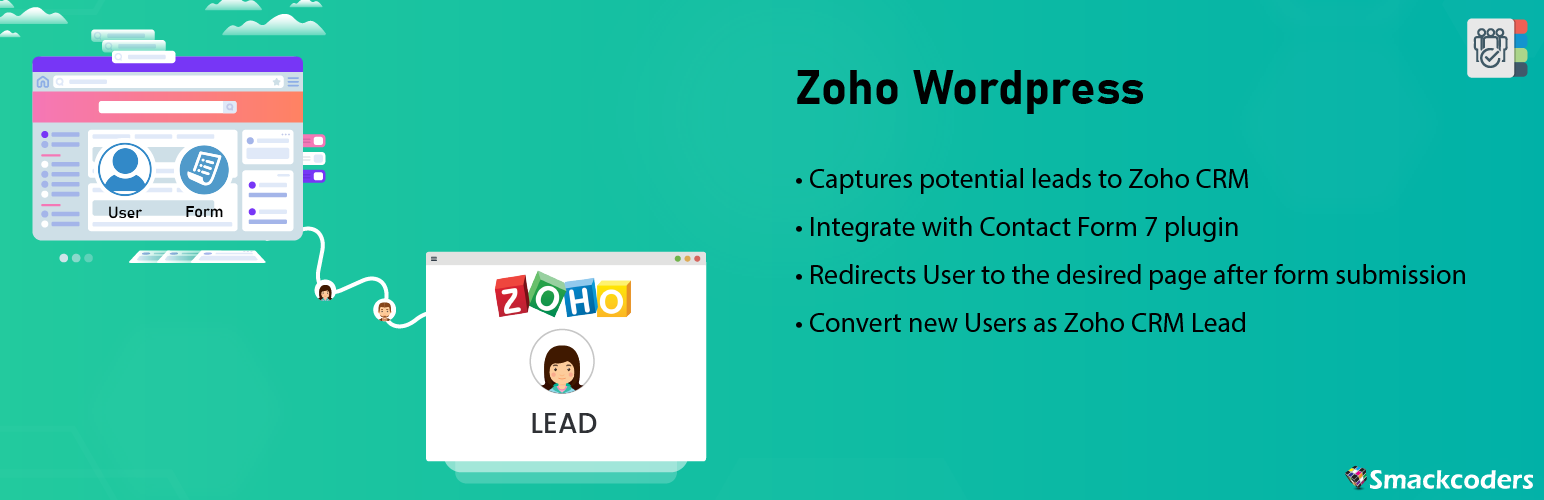 User
Form
ZOHO
LEAD
Zoho Wordpress
• Captures potential leads to Zoho CRM
• Integrate with Contact Form 7 plugin
• Redirects User to the desired page after form submission
• Convert new Users as Zoho CRM Lead
Smackcoders